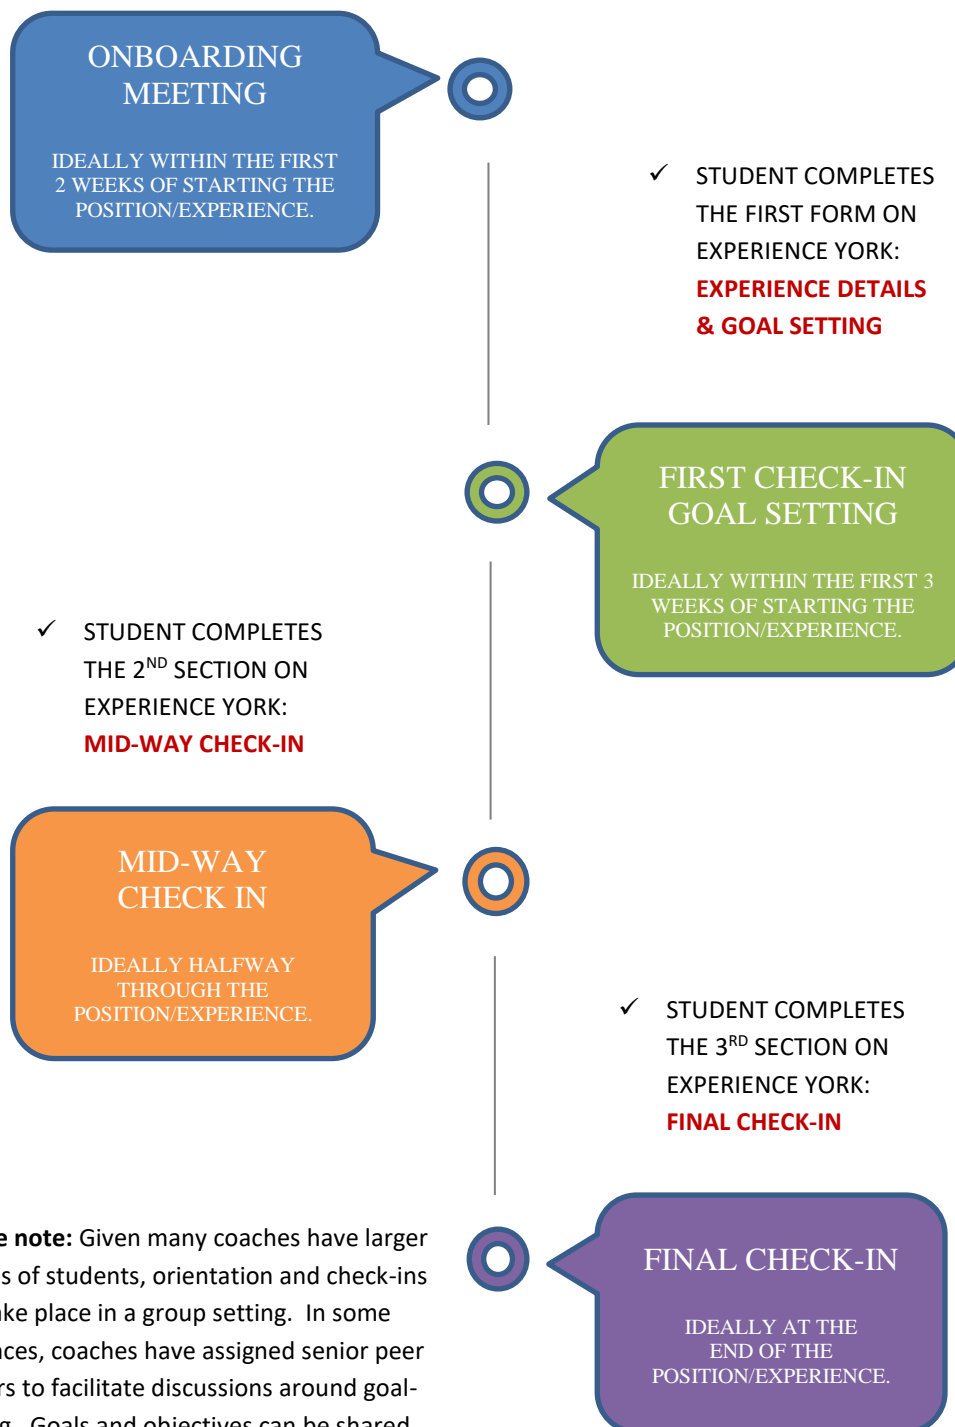 ONBOARDING
MEETING
IDEALLY WITHIN THE FIRST
2 WEEKS OF STARTING THE
POSITION/EXPERIENCE.
✓ STUDENT COMPLETES
THE FIRST FORM ON
EXPERIENCE YORK:
EXPERIENCE DETAILS
& GOAL SETTING
FIRST CHECK-IN
GOAL SETTING
IDEALLY WITHIN THE FIRST 3
WEEKS OF STARTING THE
POSITION/EXPERIENCE.
✓ STUDENT COMPLETES
THE 2ND SECTION ON
EXPERIENCE YORK:
MID-WAY CHECK-IN
MID-WAY
CHECK IN
IDEALLY HALFWAY
THROUGH THE
POSITION/EXPERIENCE.
✓ STUDENT COMPLETES
THE 3RD SECTION ON
EXPERIENCE YORK:
FINAL CHECK-IN
FINAL CHECK-IN
IDEALLY AT THE
END OF THE
POSITION/EXPERIENCE.
note: Given many coaches have larger
of students, orientation and check-ins
take place in a group setting. In some
coaches have assigned senior peer
to facilitate discussions around goal-
Goals and objectives can be shared